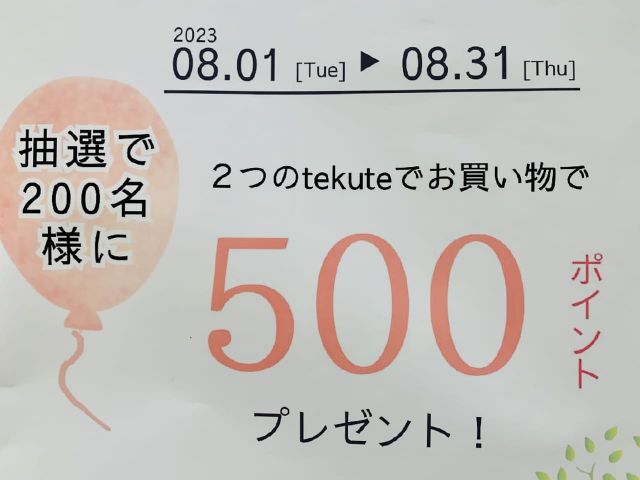 2023
08.01 [Tue] ▶ 08.31 [Thu]
抽選で
200名
様に
２つのtekuteでお買い物で
500
ポイント
プレゼント！